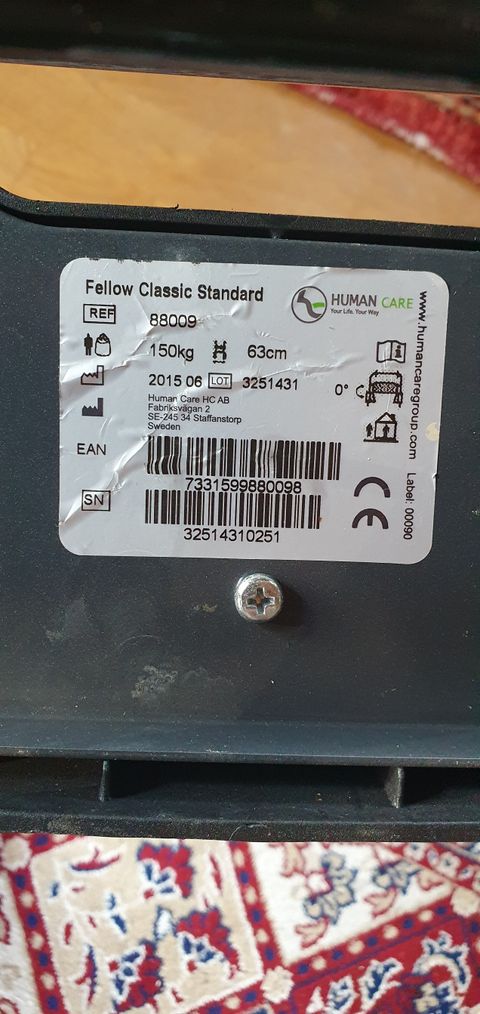 Fellow Classic Standard
HUMAN CARE
Your Life. Your Way
www.humancaregroup.com
REF 88009
150kg 63cm
2015 06 LOT 3251431
0°
Human Care HC AB
Fabriksvägen 2
SE-245 34 Staffanstorp
Sweden
EAN
7331599880098
SN
32514310251
CE
Label: 00090